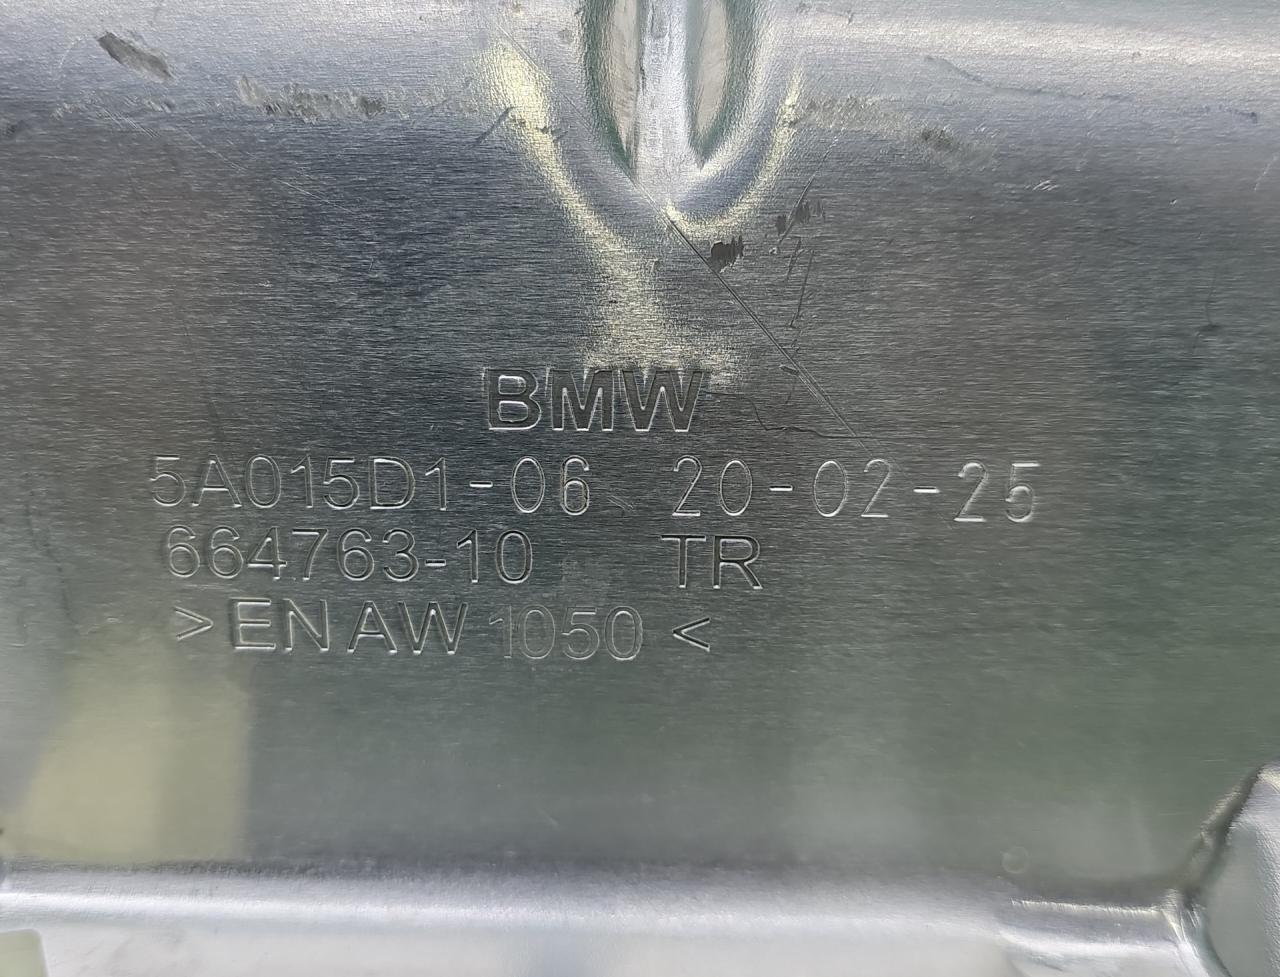 BMW
5A015D1-06 20-02-25
664763-10 TR
>EN AW 1050<